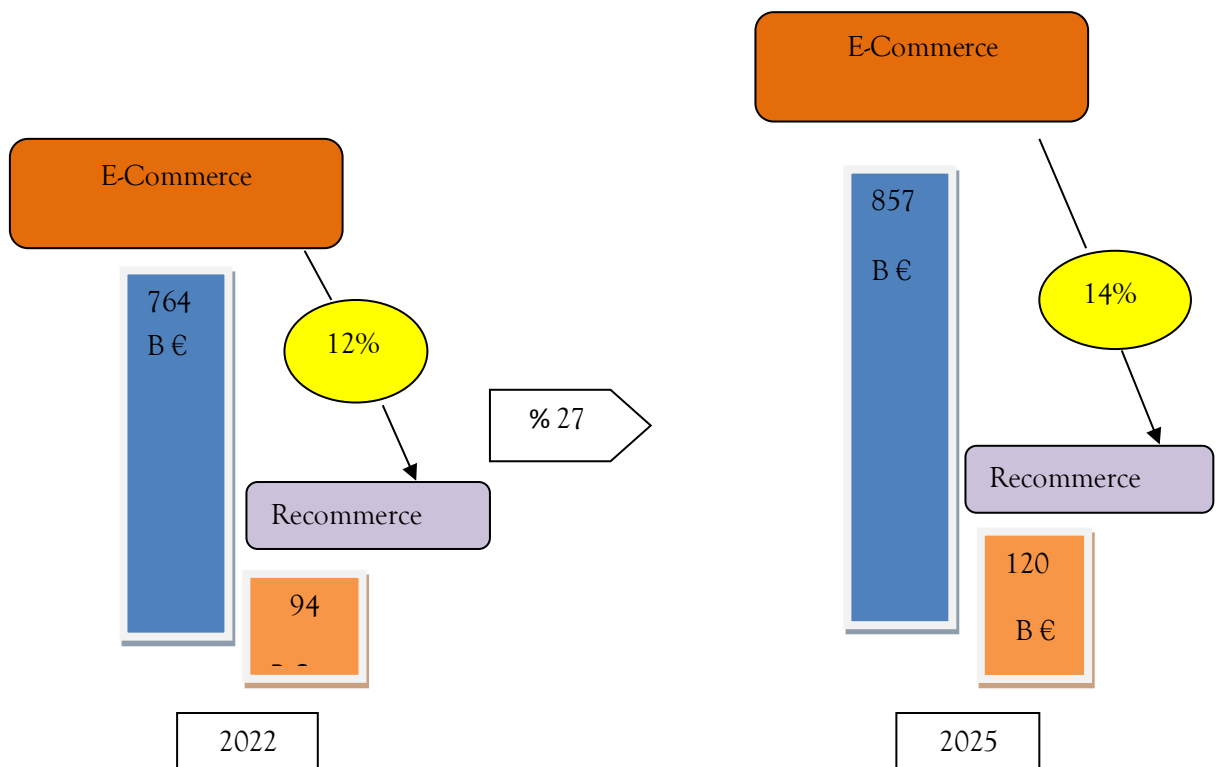 E-Commerce
764
B €
12%
Recommerce
94
2022
% 27
E-Commerce
857
B €
14%
Recommerce
120
B €
2025